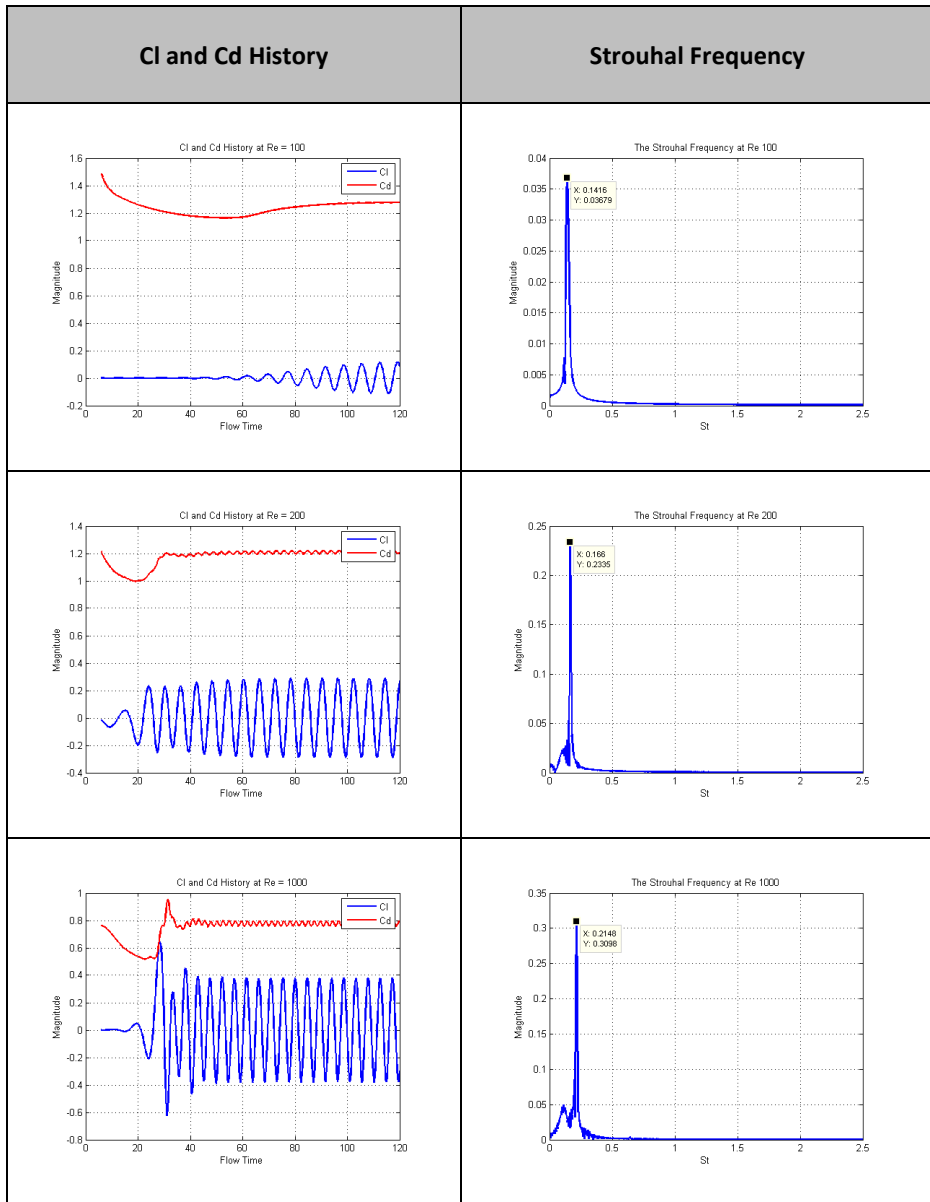 Cl and Cd History
Strouhal Frequency
Cl and Cd History at Re = 100
1.6
1.4
1.2
1
0.8
0.6
0.4
0.2
0
-0.2
Magnitude
Cl
Cd
0 20 40 60 80 100 120
Flow Time
The Strouhal Frequency at Re 100
0.04
0.035
0.03
0.025
0.02
0.015
0.01
0.005
0
Magnitude
X: 0.1416
Y: 0.03679
0 0.5 1 1.5 2 2.5
St
Cl and Cd History at Re = 200
1.4
1.2
1
0.8
0.6
0.4
0.2
0
-0.2
-0.4
Magnitude
Cl
Cd
0 20 40 60 80 100 120
Flow Time
The Strouhal Frequency at Re 200
0.25
0.2
0.15
0.1
0.05
0
Magnitude
X: 0.166
Y: 0.2335
0 0.5 1 1.5 2 2.5
St
Cl and Cd History at Re = 1000
1
0.8
0.6
0.4
0.2
0
-0.2
-0.4
-0.6
-0.8
Magnitude
Cl
Cd
0 20 40 60 80 100 120
Flow Time
The Strouhal Frequency at Re 1000
0.35
0.3
0.25
0.2
0.15
0.1
0.05
0
Magnitude
X: 0.2148
Y: 0.3098
0 0.5 1 1.5 2 2.5
St